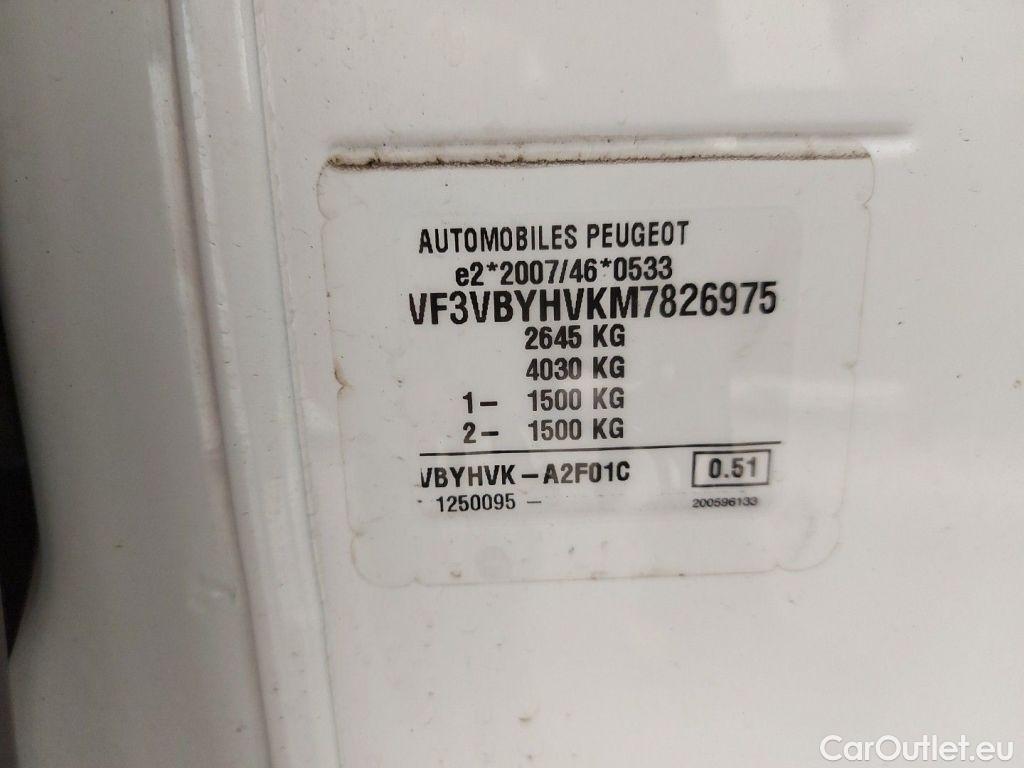 AUTOMOBILES PEUGEOT
e2*2007/46*0533
VF3VBYHVKM7826975
2645 KG
4030 KG
1- 1500 KG
2- 1500 KG
VBYHVK-A2F01C 0.51
- 1250095 - 200596133
CarOutlet.eu